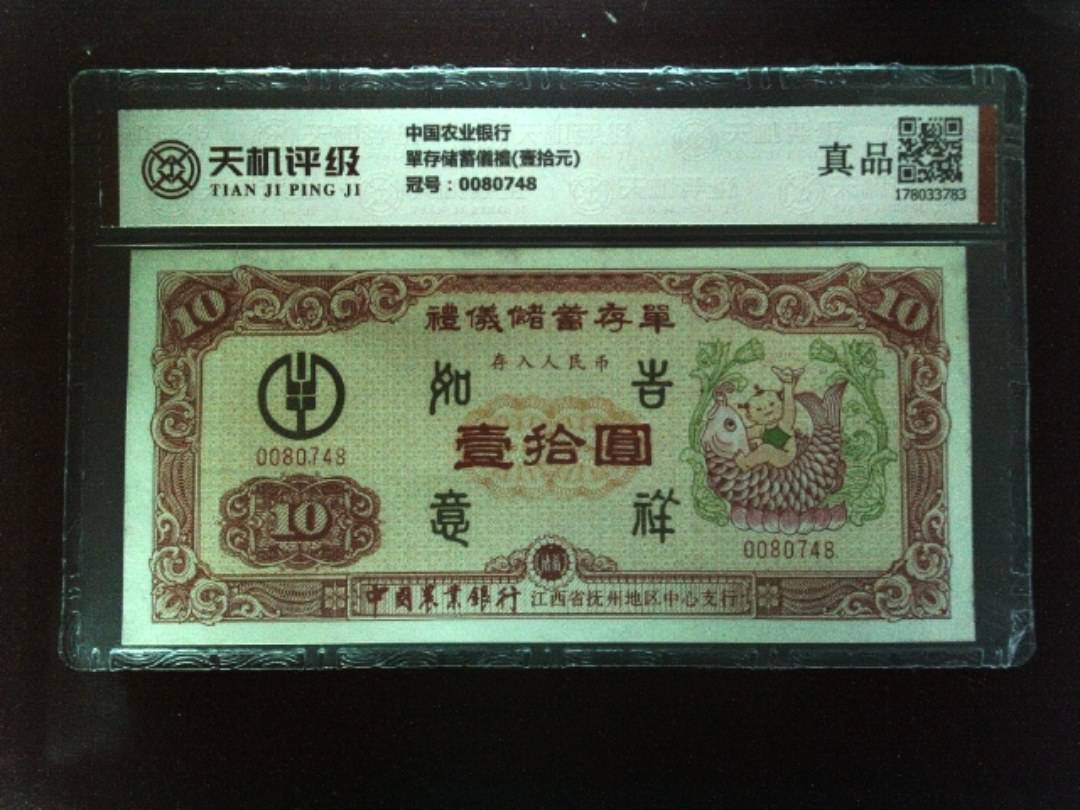 天机评级
TIAN JI PING JI
中国农业银行
單存储蓄儀禮(壹拾元)
冠号：0080748
真品
178033783
10
10
禮儀儲蓄存單
存入人民币
如 吉
0080748
壹拾圓
10
意 祥
0080748
中國農業銀行 江西省抚州地区中心支行